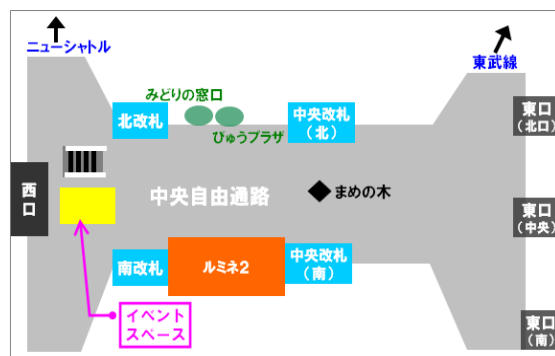 ニューシャトル
東武線
みどりの窓口
北改札
びゅうプラザ
中央改札
（北）
東口
（北口）
西口
中央自由通路
まめの木
東口
（中央）
南改札
ルミネ2
中央改札
（南）
イベント
スペース
東口
（南）